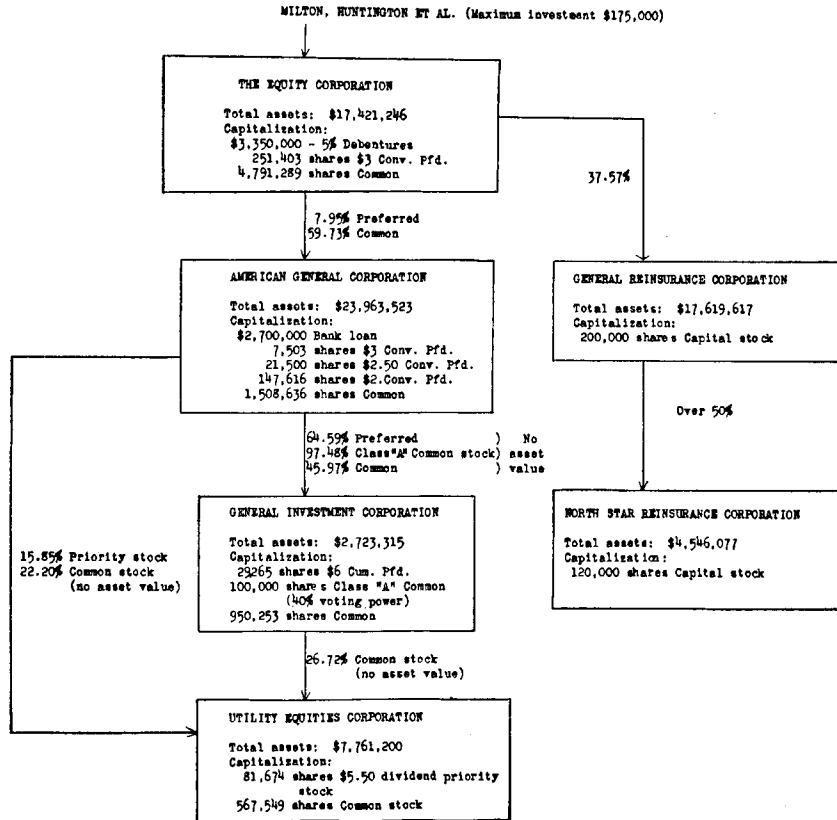 MILTON, HUNTINGTON ET AL. (Maximum investment $175,000)
THE EQUITY CORPORATION
Total assets: $17,421,246
Capitalization:
$3,350,000 - 5% Debentures
251,403 shares $3 Conv. Pfd.
4,791,289 shares Common
37.57%
7.95% Preferred
59.73% Common
AMERICAN GENERAL CORPORATION
Total assets: $23,963,523
Capitalization:
$2,700,000 Bank loan
7,503 shares $3 Conv. Pfd.
21,500 shares $2.50 Conv. Pfd.
147,616 shares $2.Conv. Pfd.
1,508,636 shares Common
GENERAL REINSURANCE CORPORATION
Total assets: $17,619,617
Capitalization:
200,000 shares Capital stock
Over 50%
64.59% Preferred ) No
97.48% Class "A" Common stock) asset
45.97% Common ) value
GENERAL INVESTMENT CORPORATION
Total assets: $2,723,315
Capitalization:
29,265 shares $6 Cum. Pfd.
100,000 shares Class "A" Common
(40% voting power)
950,253 shares Common
NORTH STAR REINSURANCE CORPORATION
Total assets: $4,546,077
Capitalization:
120,000 shares Capital stock
15.85% Priority stock
22.20% Common stock
(no asset value)
26.72% Common stock
(no asset value)
UTILITY EQUITIES CORPORATION
Total assets: $7,761,200
Capitalization:
81,674 shares $5.50 dividend priority
stock
567,549 shares Common stock